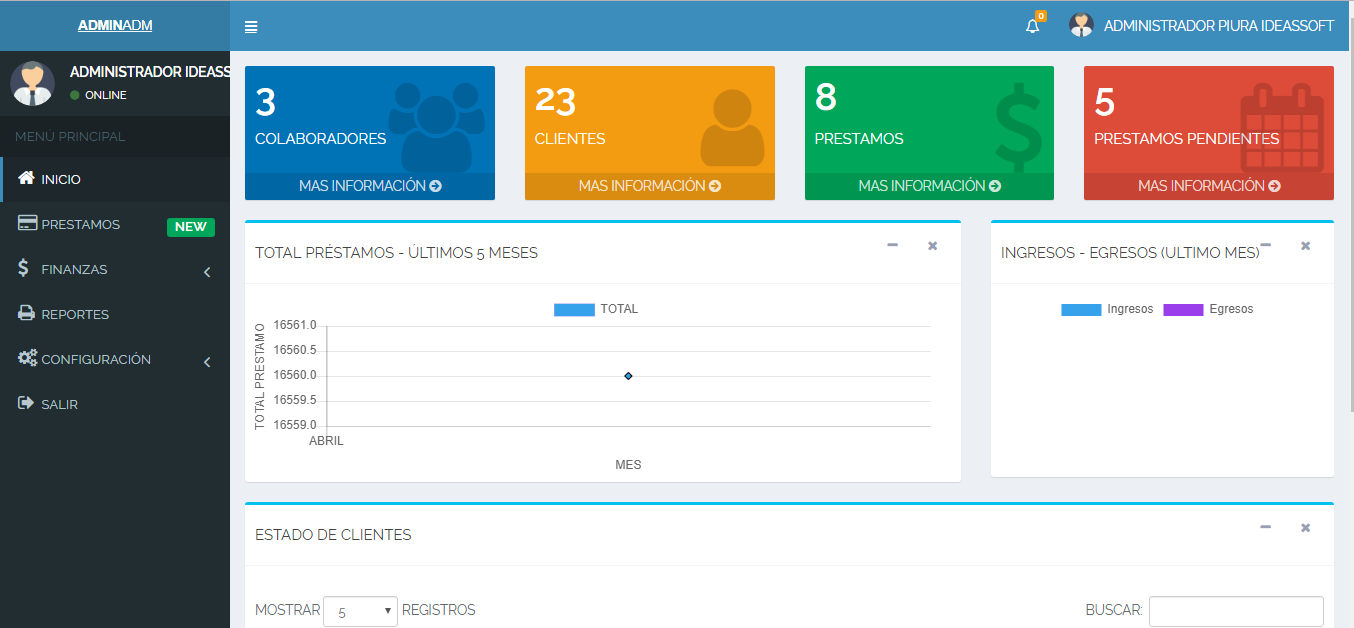 ADMINADM
0
ADMINISTRADOR PIURA IDEASSOFT
ADMINISTRADOR IDEASS
ONLINE
MENÚ PRINCIPAL
INICIO
PRESTAMOS NEW
FINANZAS
REPORTES
CONFIGURACIÓN
SALIR
3
COLABORADORES
MAS INFORMACIÓN
23
CLIENTES
MAS INFORMACIÓN
8
PRESTAMOS
MAS INFORMACIÓN
5
PRESTAMOS PENDIENTES
MAS INFORMACIÓN
TOTAL PRÉSTAMOS - ÚLTIMOS 5 MESES
TOTAL
TOTAL PRESTAMO
16561.0
16560.5
16560.0
16559.5
16559.0
ABRIL
MES
INGRESOS - EGRESOS (ULTIMO MES)
Ingresos Egresos
ESTADO DE CLIENTES
MOSTRAR 5 REGISTROS
BUSCAR: